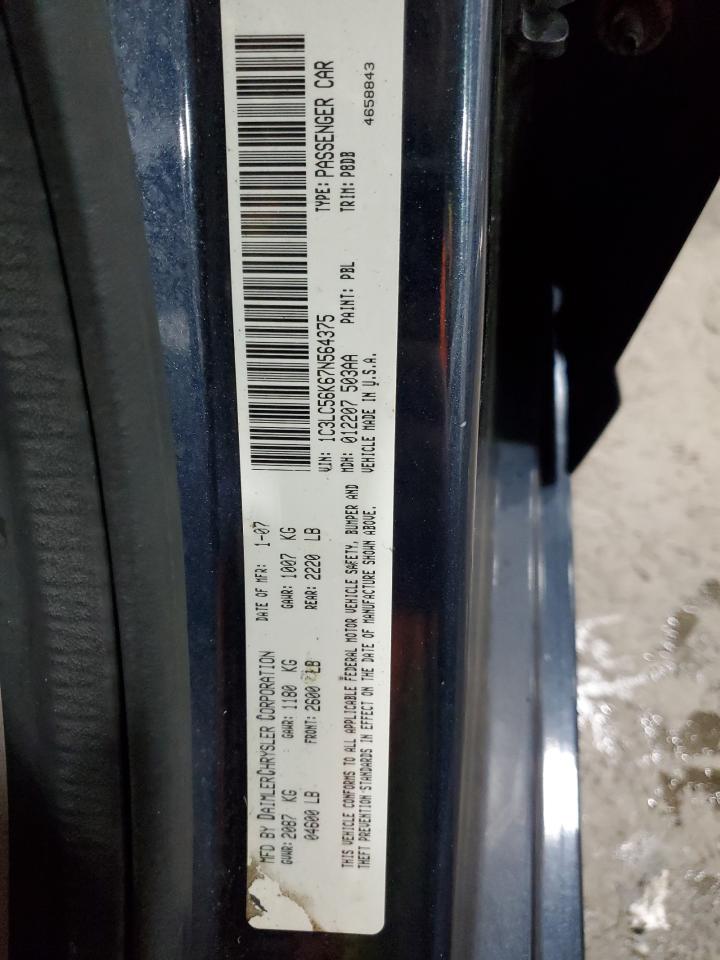 MFD BY DAIMLERCHRYSLER CORPORATION DATE OF MFR: 1-07
GVWR: 2087 KG GAWR: 1180 KG GAWR: 1007 KG
04600 LB FRONT: 2600 LB REAR: 2220 LB
THIS VEHICLE CONFORMS TO ALL APPLICABLE FEDERAL MOTOR VEHICLE SAFETY, BUMPER AND
THEFT PREVENTION STANDARDS IN EFFECT ON THE DATE OF MANUFACTURE SHOWN ABOVE.
VIN: 1C3LC56K67N564375 TYPE: PASSENGER CAR
MDH: 012207 503AA PAINT: PBL TRIM: P8DB
VEHICLE MADE IN U.S.A. 4658843